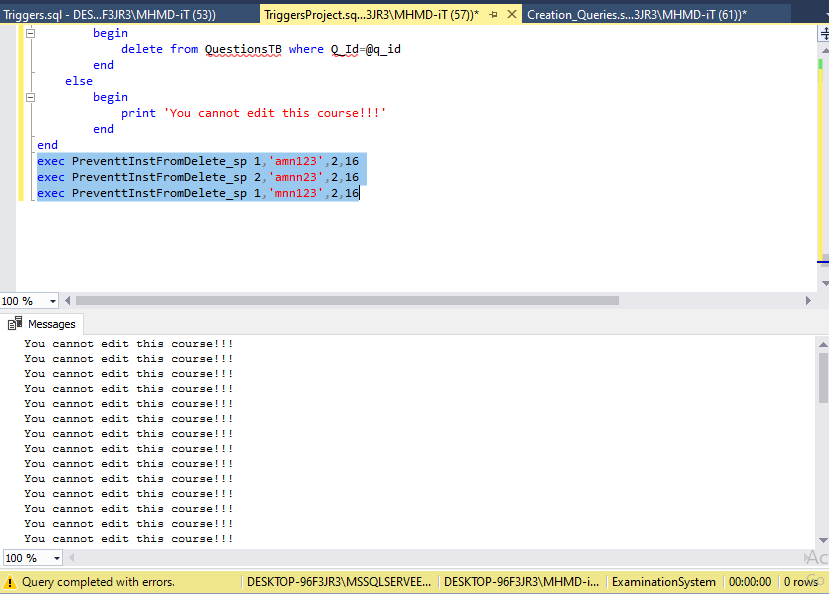 Triggers.sql - DES...F3JR3\MHMD-iT (53))
TriggersProject.sq...3JR3\MHMD-iT (57))*
Creation_Queries.s...3JR3\MHMD-iT (61))*
begin
delete from QuestionsTB where Q_Id=@q_id
end
else
begin
print 'You cannot edit this course!!!'
end
end
exec PreventtInstFromDelete_sp 1,'amn123',2,16
exec PreventtInstFromDelete_sp 2,'amnn23',2,16
exec PreventtInstFromDelete_sp 1,'mnn123',2,16
100 %
Messages
You cannot edit this course!!!
You cannot edit this course!!!
You cannot edit this course!!!
You cannot edit this course!!!
You cannot edit this course!!!
You cannot edit this course!!!
You cannot edit this course!!!
You cannot edit this course!!!
You cannot edit this course!!!
You cannot edit this course!!!
You cannot edit this course!!!
You cannot edit this course!!!
You cannot edit this course!!!
You cannot edit this course!!!
100 %
Ac
Query completed with errors.
DESKTOP-96F3JR3\MSSQLSERVEE...
DESKTOP-96F3JR3\MHMD-i...
ExaminationSystem
00:00:00
0 rows
Go